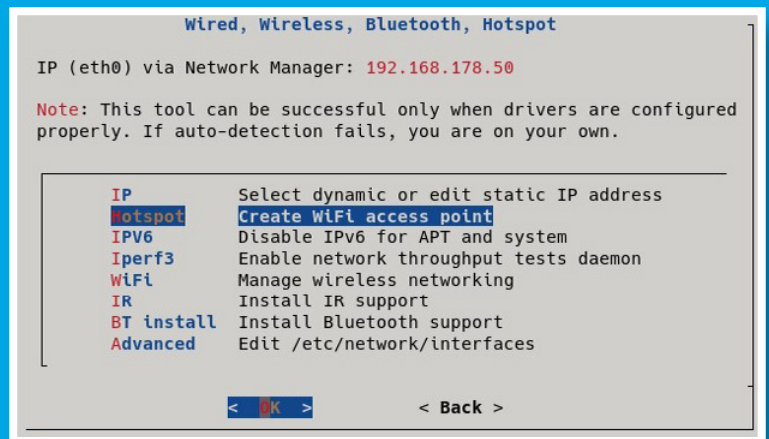 Wired, Wireless, Bluetooth, Hotspot
IP (eth0) via Network Manager: 192.168.178.50
Note: This tool can be successful only when drivers are configured
properly. If auto-detection fails, you are on your own.
IP Select dynamic or edit static IP address
Hotspot Create WiFi access point
IPV6 Disable IPv6 for APT and system
Iperf3 Enable network throughput tests daemon
WiFi Manage wireless networking
IR Install IR support
BT install Install Bluetooth support
Advanced Edit /etc/network/interfaces
< OK > < Back >